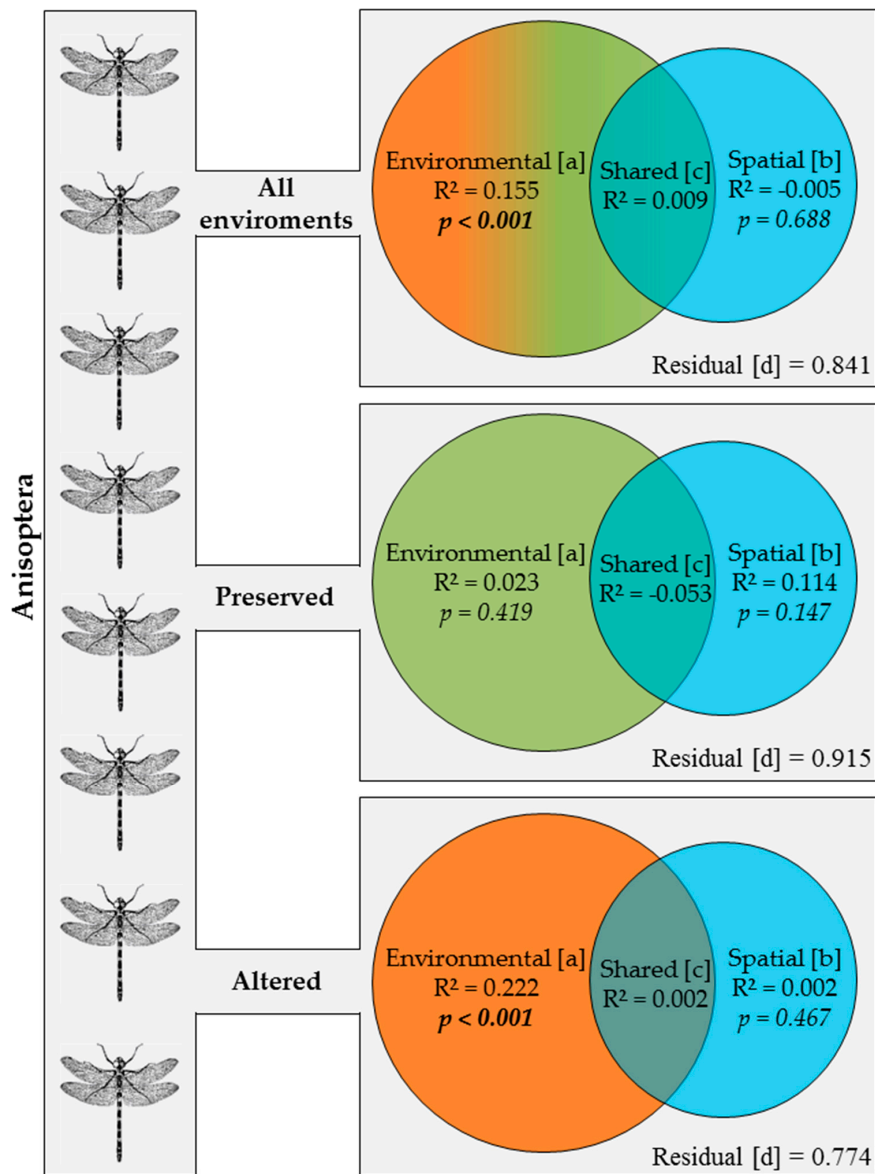 Anisoptera
All
enviroments
Environmental [a]
R² = 0.155
p < 0.001
Shared [c]
R² = 0.009
Spatial [b]
R² = -0.005
p = 0.688
Residual [d] = 0.841
Preserved
Environmental [a]
R² = 0.023
p = 0.419
Shared [c]
R² = -0.053
Spatial [b]
R² = 0.114
p = 0.147
Residual [d] = 0.915
Altered
Environmental [a]
R² = 0.222
p < 0.001
Shared [c]
R² = 0.002
Spatial [b]
R² = 0.002
p = 0.467
Residual [d] = 0.774